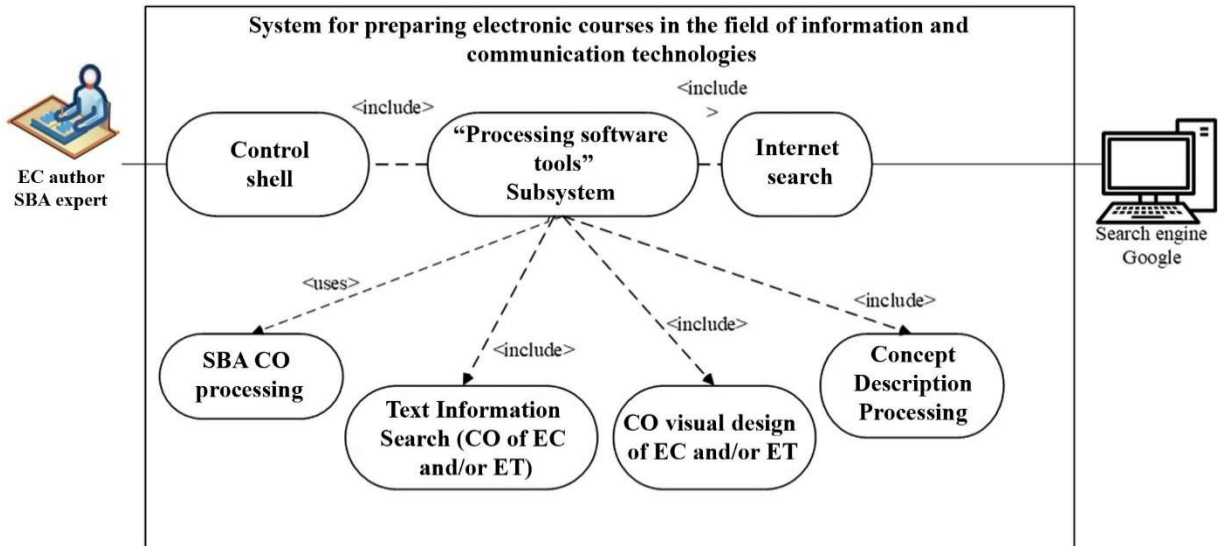 System for preparing electronic courses in the field of information and
communication technologies
<include>
<include
>
Control
shell
“Processing software
tools”
Subsystem
Internet
search
EC author
SBA expert
Search engine
Google
<uses>
<include>
<include>
<include>
SBA CO
processing
Text Information
Search (CO of EC
and/or ET)
CO visual design
of EC and/or ET
Concept
Description
Processing